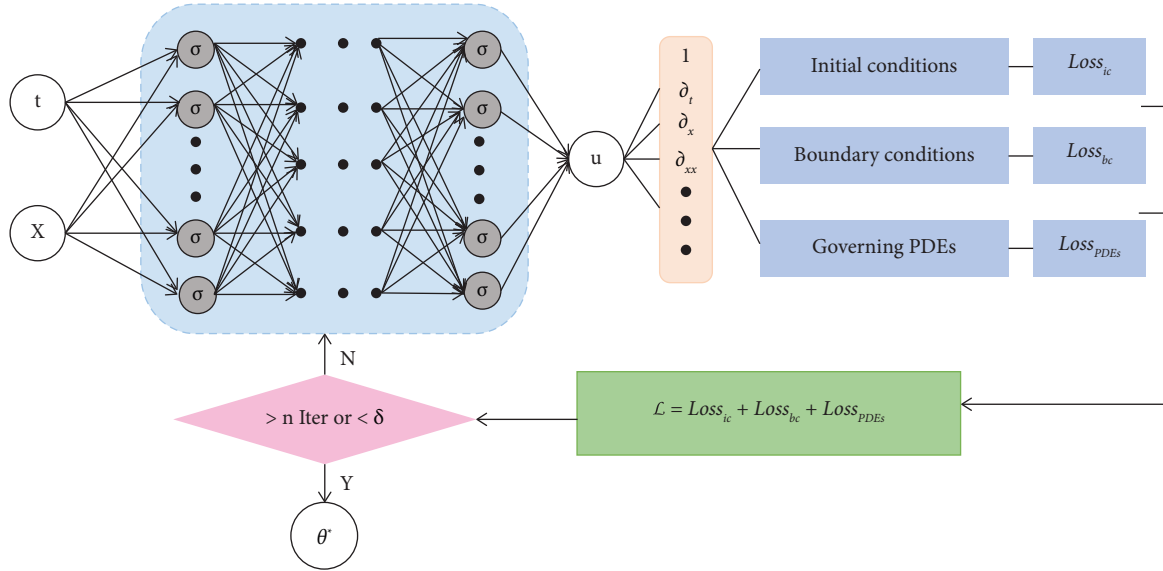 t
X
σ
σ
σ
σ
σ
σ
σ
σ
u
1
∂t
∂x
∂xx
Initial conditions
Loss_ic
Boundary conditions
Loss_bc
Governing PDEs
Loss_PDEs
N
> n Iter or < δ
ℒ = Loss_ic + Loss_bc + Loss_PDEs
Y
θ*